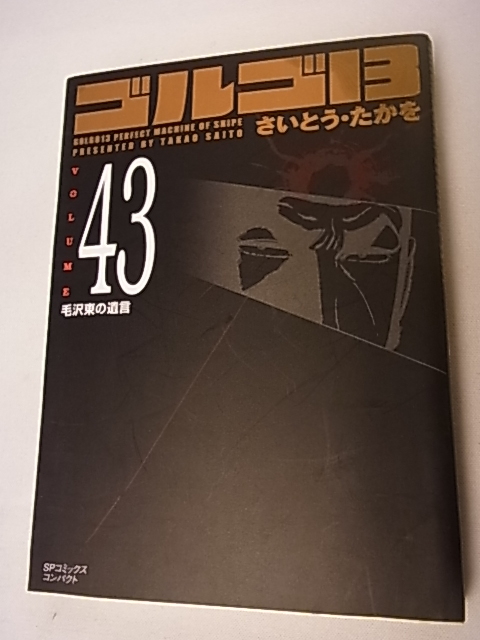 ゴルゴ13
GOLGO13 PERFECT MACHINE OF SNIPE
PRESENTED BY TAKAO SAITO
さいとう・たかを
VOLUME
43
毛沢東の遺言
SPコミックス
コンパクト